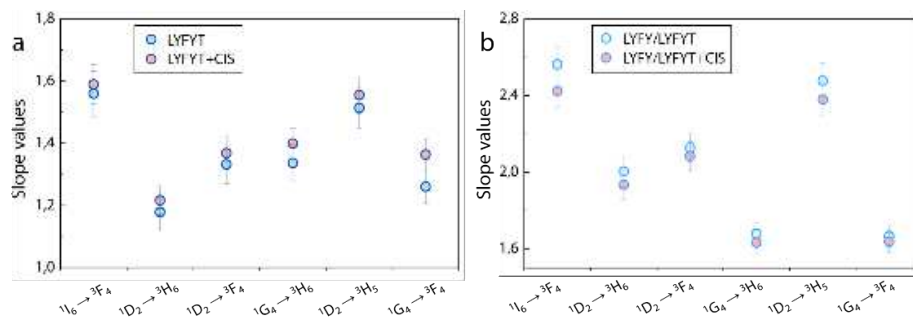 a
Slope values
1,8
1,6
1,4
1,2
1,0
LYFYT
LYFYT+CIS
¹I₆→³F₄
¹D₂→³H₆
¹D₂→³F₄
¹G₄→³H₆
¹D₂→³H₅
¹G₄→³F₄
b
Slope values
2,8
2,4
2,0
1,6
LYFY/LYFYT
LYFY/LYFYT+CIS
¹I₆→³F₄
¹D₂→³H₆
¹D₂→³F₄
¹G₄→³H₆
¹D₂→³H₅
¹G₄→³F₄